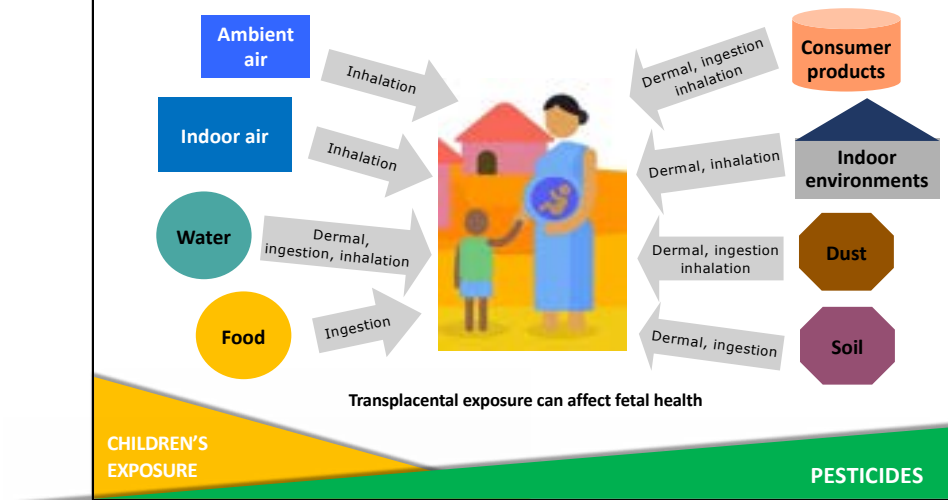 Ambient
air
Inhalation
Indoor air
Inhalation
Water
Dermal,
ingestion, inhalation
Food
Ingestion
Consumer
products
Dermal, ingestion
inhalation
Indoor
environments
Dermal, inhalation
Dust
Dermal, ingestion
inhalation
Soil
Dermal, ingestion
Transplacental exposure can affect fetal health
CHILDREN'S
EXPOSURE
PESTICIDES